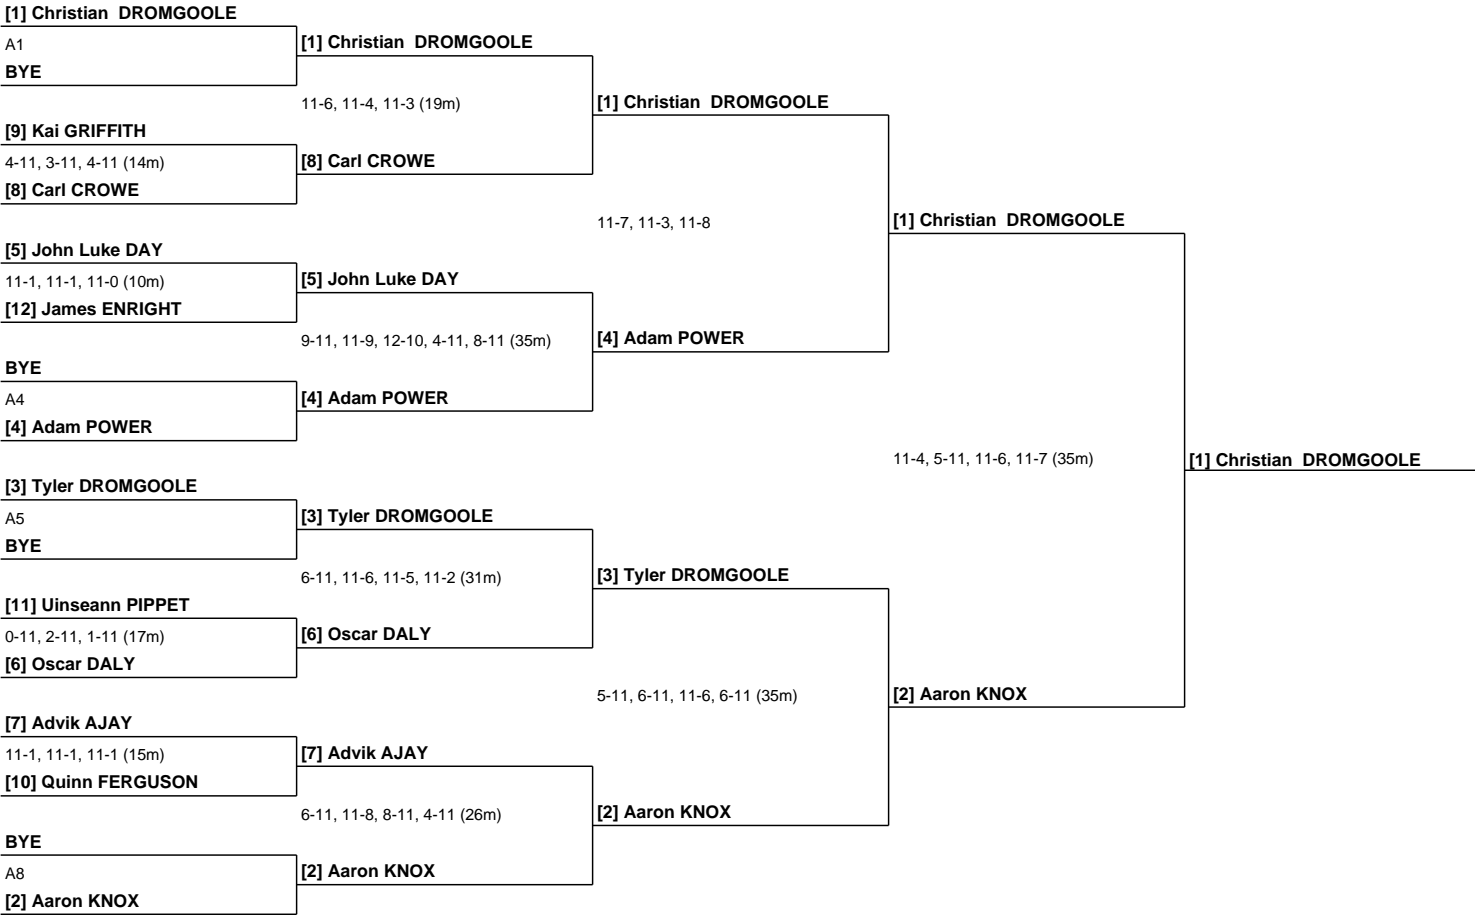 [1] Christian  DROMGOOLE
A1
BYE
[9] Kai GRIFFITH
4-11, 3-11, 4-11 (14m)
[8] Carl CROWE
[5] John Luke DAY
11-1, 11-1, 11-0 (10m)
[12] James ENRIGHT
BYE
A4
[4] Adam POWER
[3] Tyler DROMGOOLE
A5
BYE
[11] Uinseann PIPPET
0-11, 2-11, 1-11 (17m)
[6] Oscar DALY
[7] Advik AJAY
11-1, 11-1, 11-1 (15m)
[10] Quinn FERGUSON
BYE
A8
[2] Aaron KNOX
[1] Christian  DROMGOOLE
11-6, 11-4, 11-3 (19m)
[8] Carl CROWE
[5] John Luke DAY
9-11, 11-9, 12-10, 4-11, 8-11 (35m)
[4] Adam POWER
[3] Tyler DROMGOOLE
6-11, 11-6, 11-5, 11-2 (31m)
[6] Oscar DALY
[7] Advik AJAY
6-11, 11-8, 8-11, 4-11 (26m)
[2] Aaron KNOX
[1] Christian  DROMGOOLE
11-7, 11-3, 11-8
[4] Adam POWER
[3] Tyler DROMGOOLE
5-11, 6-11, 11-6, 6-11 (35m)
[2] Aaron KNOX
[1] Christian  DROMGOOLE
11-4, 5-11, 11-6, 11-7 (35m)
[2] Aaron KNOX
[1] Christian  DROMGOOLE